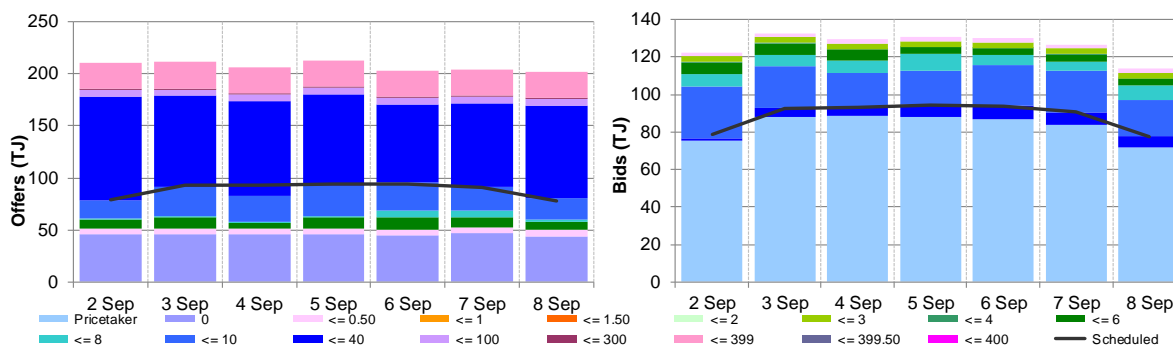 Offers (TJ)
250
200
150
100
50
0
2 Sep 3 Sep 4 Sep 5 Sep 6 Sep 7 Sep 8 Sep
Bids (TJ)
140
120
100
80
60
40
20
0
2 Sep 3 Sep 4 Sep 5 Sep 6 Sep 7 Sep 8 Sep
Pricetaker 0 <= 0.50 <= 1 <= 1.50 <= 2 <= 3 <= 4 <= 6
<= 8 <= 10 <= 40 <= 100 <= 300 <= 399 <= 399.50 <= 400 Scheduled